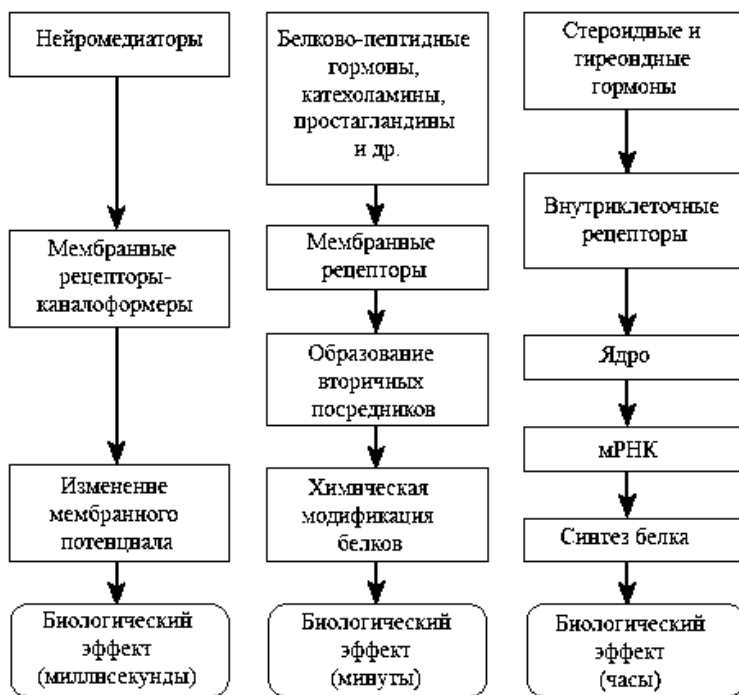 Нейромедиаторы
Мембранные
рецепторы-
каналоформеры
Изменение
мембранного
потенциала
Биологический
эффект
(миллисекунды)
Белково-пептидные
гормоны,
катехоламины,
простагландины
и др.
Мембранные
рецепторы
Образование
вторичных
посредников
Химическая
модификация
белков
Биологический
эффект
(минуты)
Стероидные и
тиреоидные
гормоны
Внутриклеточные
рецепторы
Ядро
мРНК
Синтез белка
Биологический
эффект
(часы)